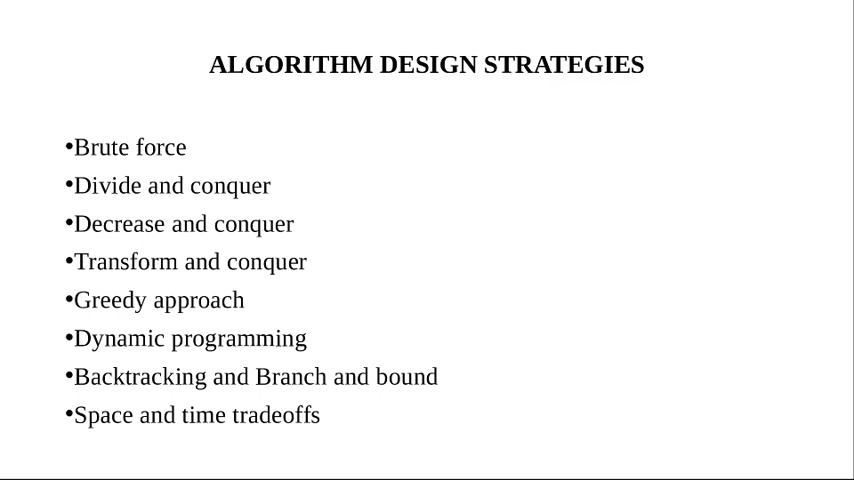 ALGORITHM DESIGN STRATEGIES
•Brute force
•Divide and conquer
•Decrease and conquer
•Transform and conquer
•Greedy approach
•Dynamic programming
•Backtracking and Branch and bound
•Space and time tradeoffs